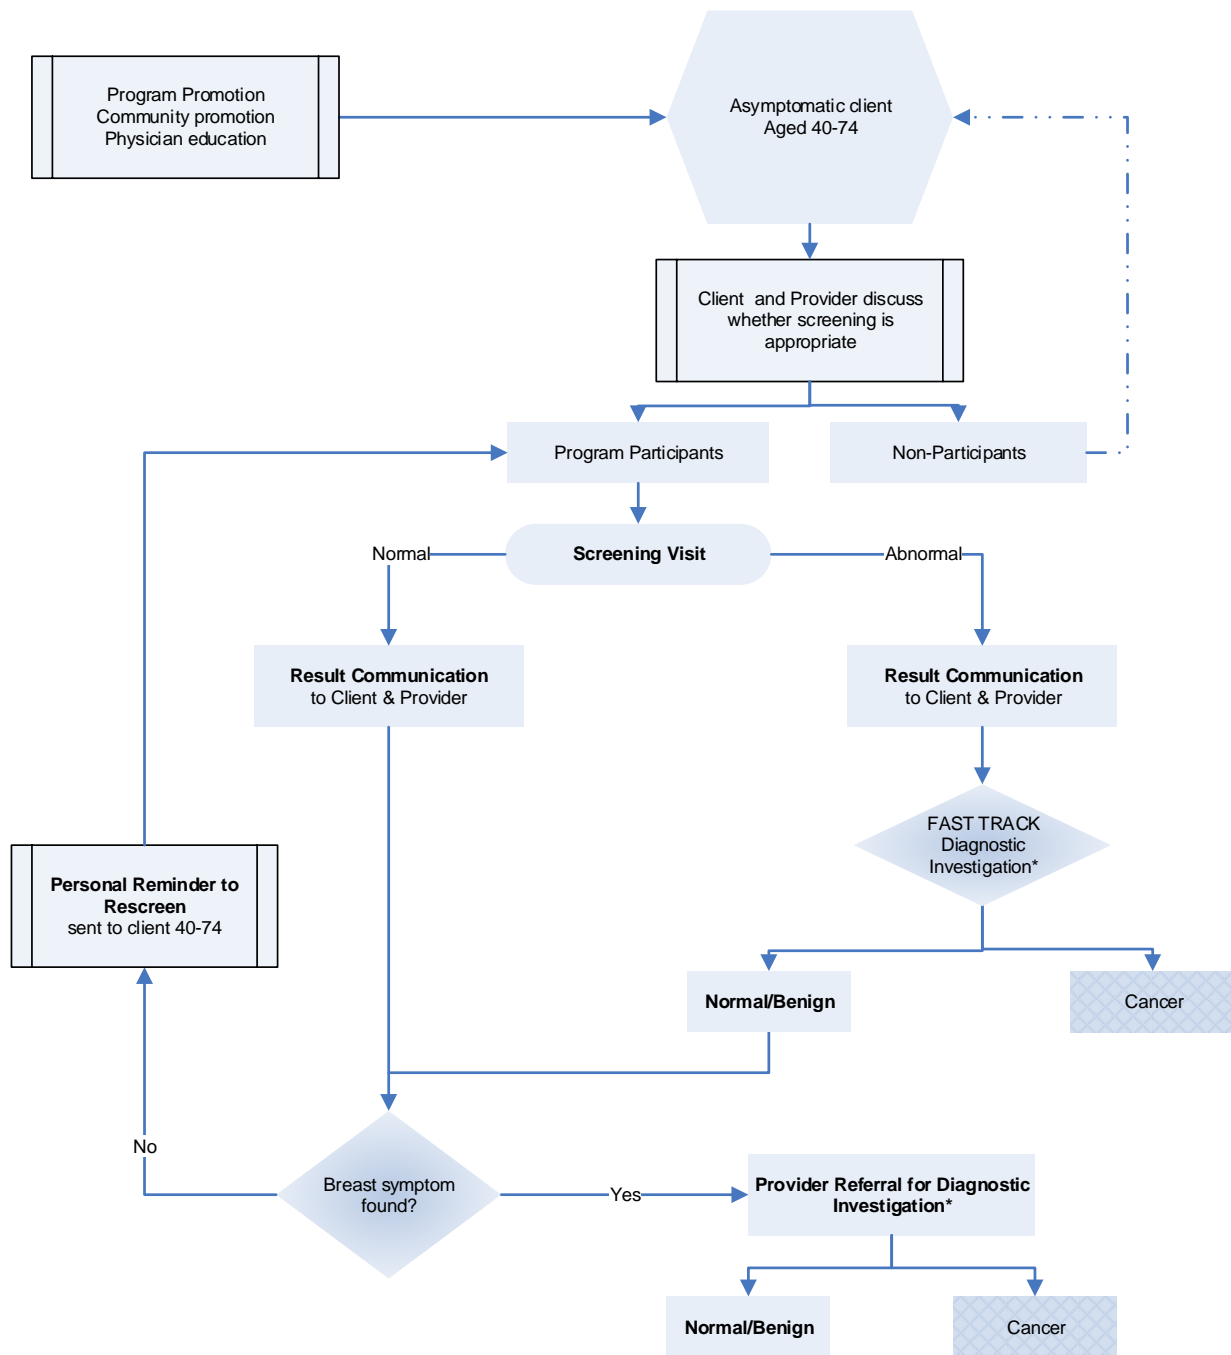 Program Promotion
Community promotion
Physician education
Asymptomatic client
Aged 40-74
Client and Provider discuss
whether screening is
appropriate
Program Participants
Non-Participants
Normal
Screening Visit
Abnormal
Result Communication
to Client & Provider
Result Communication
to Client & Provider
FAST TRACK
Diagnostic
Investigation*
Personal Reminder to
Rescreen
sent to client 40-74
Normal/Benign
Cancer
No
Breast symptom
found?
Yes
Provider Referral for Diagnostic
Investigation*
Normal/Benign
Cancer